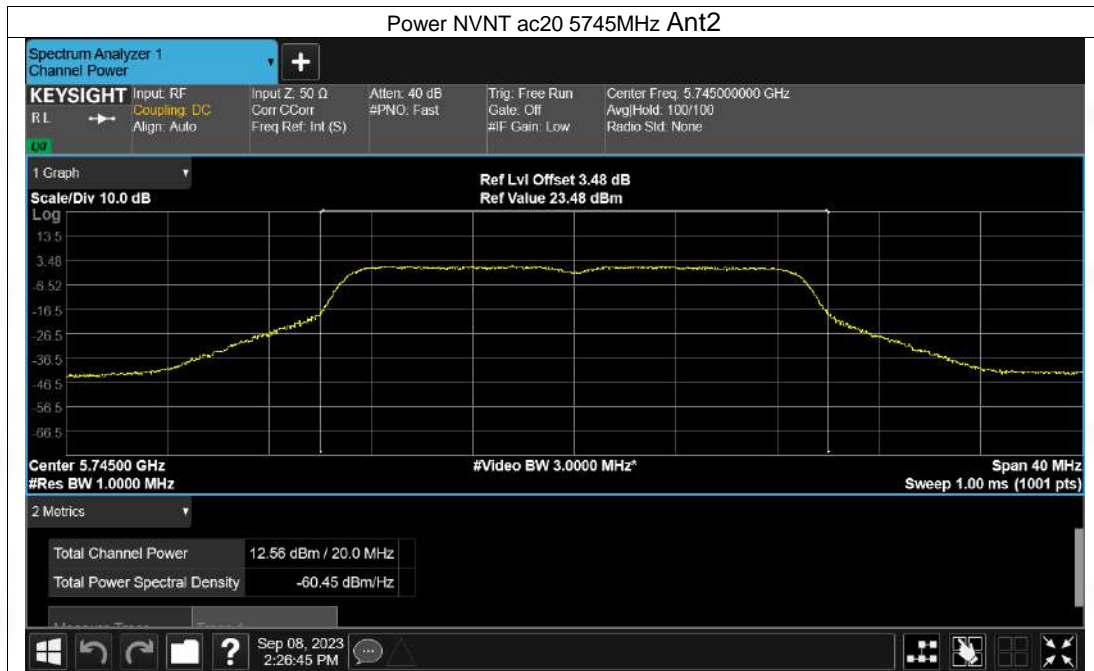 Power NVNT ac20 5745MHz Ant2
Spectrum Analyzer 1
Channel Power
KEYSIGHT
RL
LXI
Input: RF
Coupling: DC
Align: Auto
Input Z: 50 Ω
Corr CCorr
Freq Ref: Int (S)
Atten: 40 dB
#PNO: Fast
Trig: Free Run
Gate: Off
#IF Gain: Low
Center Freq: 5.745000000 GHz
Avg|Hold: 100/100
Radio Std: None
1 Graph
Scale/Div 10.0 dB
Ref Lvl Offset 3.48 dB
Ref Value 23.48 dBm
Log
13.5
3.48
-6.52
-16.5
-26.5
-36.5
-46.5
-56.5
-66.5
Center 5.74500 GHz
#Res BW 1.0000 MHz
#Video BW 3.0000 MHz*
Span 40 MHz
Sweep 1.00 ms (1001 pts)
2 Metrics
Total Channel Power 12.56 dBm / 20.0 MHz
Total Power Spectral Density -60.45 dBm/Hz
?
Sep 08, 2023
2:26:45 PM